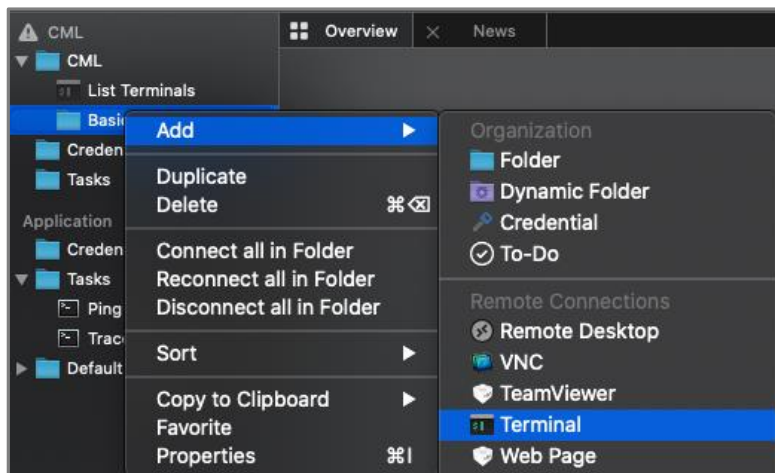 CML
Overview
News
CML
List Terminals
Basic
Creden
Tasks
Application
Creden
Tasks
Ping
Trac
Default
Add
Duplicate
Delete ⌘⌫
Connect all in Folder
Reconnect all in Folder
Disconnect all in Folder
Sort
Copy to Clipboard
Favorite
Properties ⌘I
Organization
Folder
Dynamic Folder
Credential
To-Do
Remote Connections
Remote Desktop
VNC
TeamViewer
Terminal
Web Page